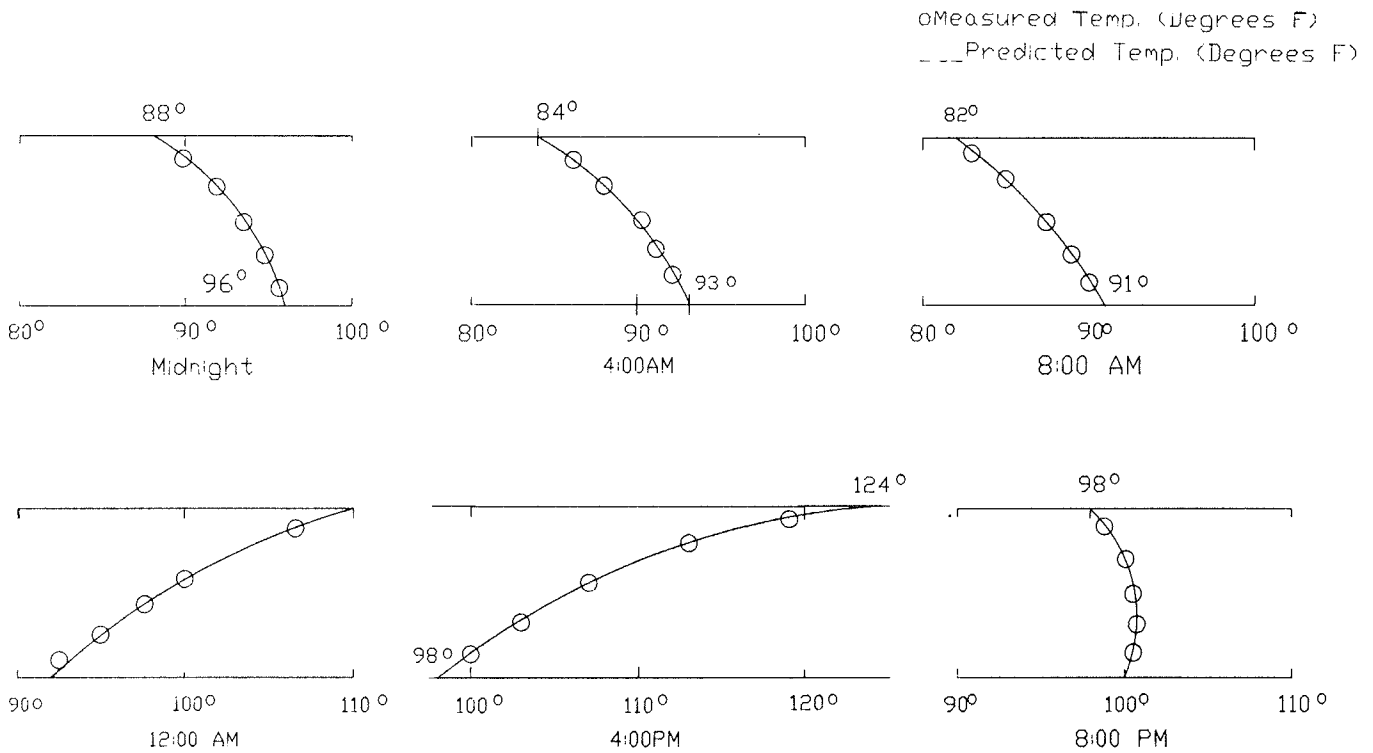 oMeasured Temp. (Degrees F)
___Predicted Temp. (Degrees F)
88° 84° 82°
96° 93° 91°
80° 90° 100° 80° 90° 100° 80° 90° 100°
Midnight 4:00AM 8:00 AM
124° 98°
98°
90° 100° 110° 100° 110° 120° 90° 100° 110°
12:00 AM 4:00PM 8:00 PM